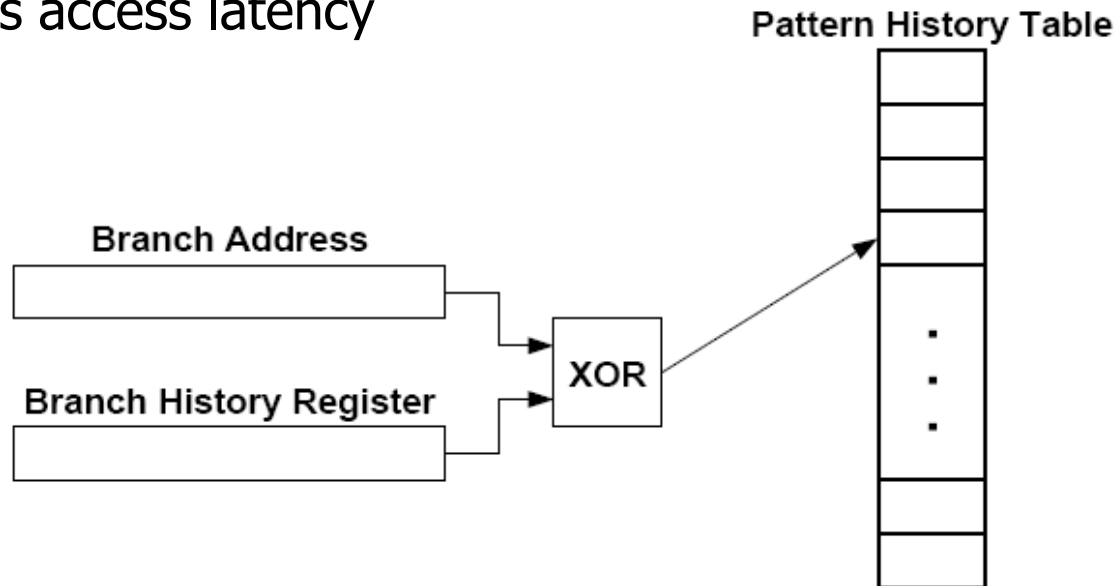 s access latency
Pattern History Table
Branch Address
XOR
Branch History Register